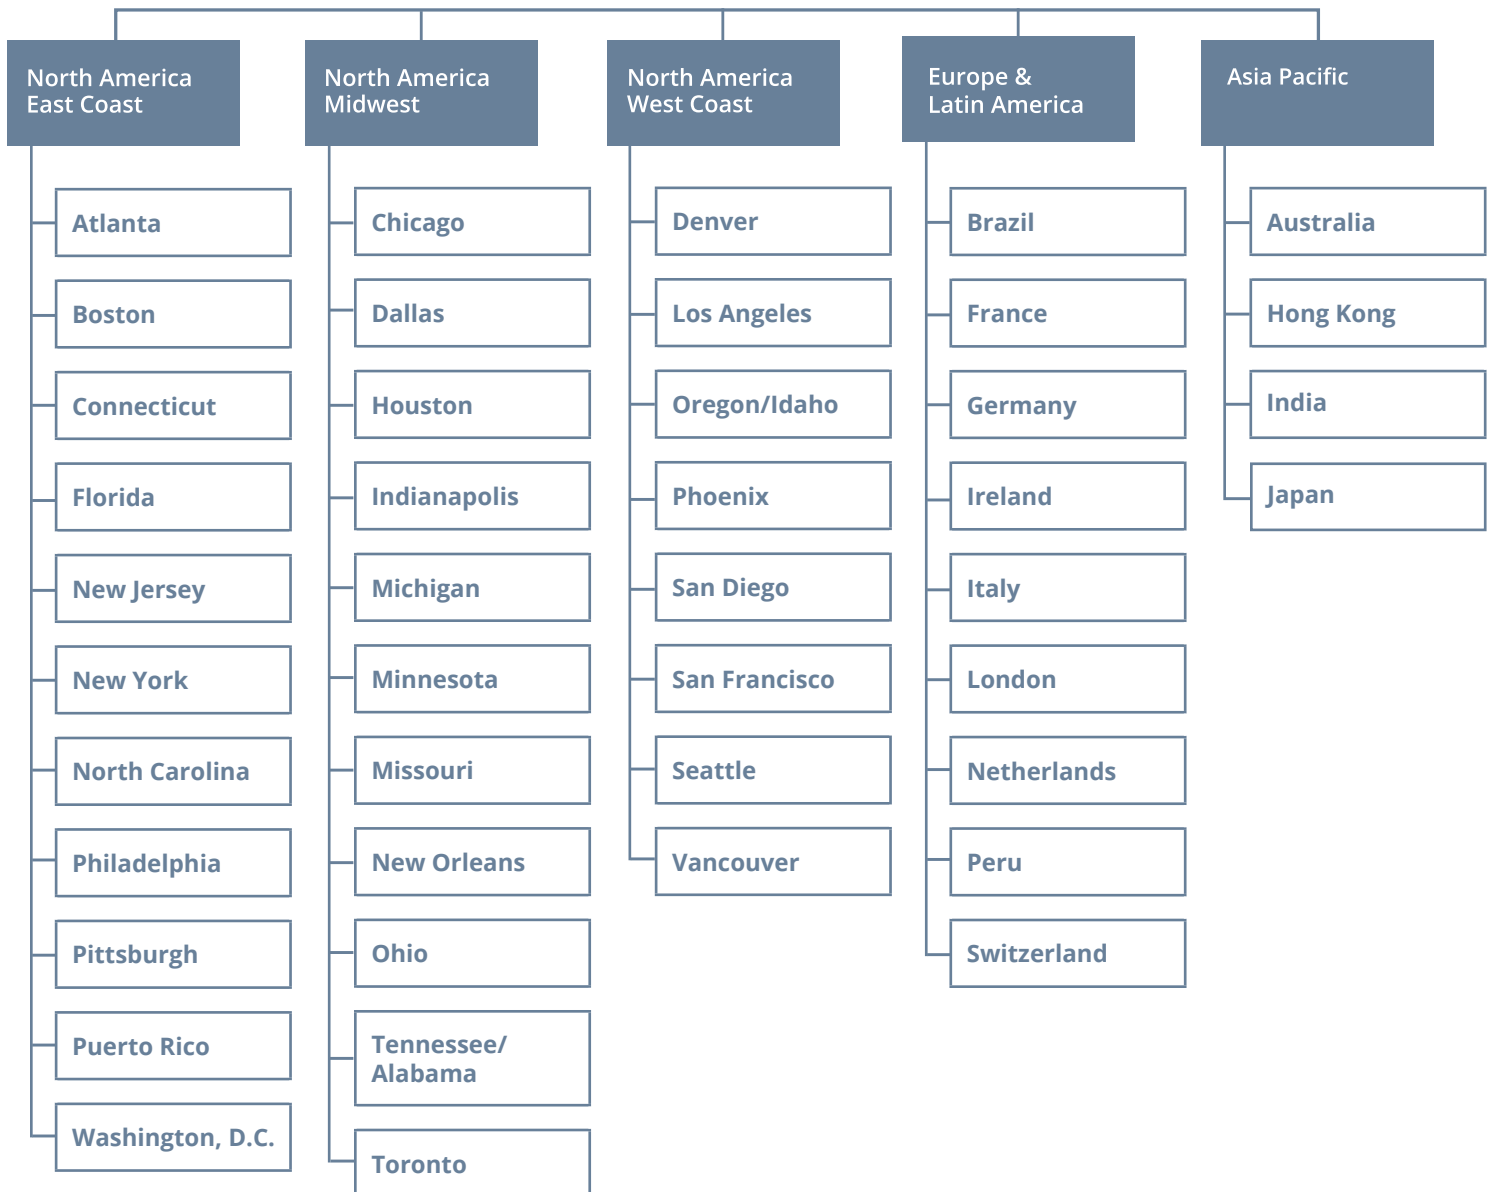 North America
East Coast
Atlanta
Boston
Connecticut
Florida
New Jersey
New York
North Carolina
Philadelphia
Pittsburgh
Puerto Rico
Washington, D.C.
North America
Midwest
Chicago
Dallas
Houston
Indianapolis
Michigan
Minnesota
Missouri
New Orleans
Ohio
Tennessee/
Alabama
Toronto
North America
West Coast
Denver
Los Angeles
Oregon/Idaho
Phoenix
San Diego
San Francisco
Seattle
Vancouver
Europe &
Latin America
Brazil
France
Germany
Ireland
Italy
London
Netherlands
Peru
Switzerland
Asia Pacific
Australia
Hong Kong
India
Japan